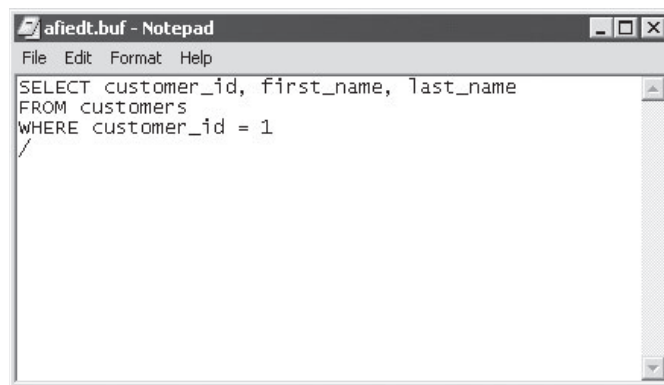 afiedt.buf - Notepad
File Edit Format Help
SELECT customer_id, first_name, last_name
FROM customers
WHERE customer_id = 1
/